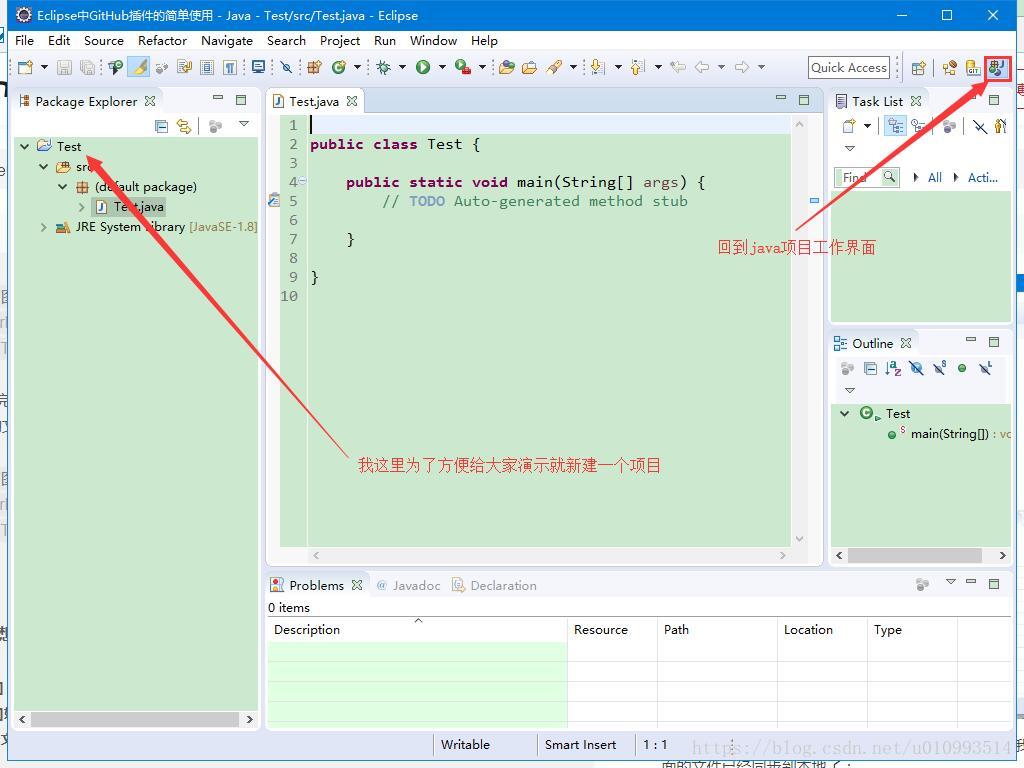 Eclipse中GitHub插件的简单使用 - Java - Test/src/Test.java - Eclipse
File Edit Source Refactor Navigate Search Project Run Window Help
Quick Access
Package Explorer
Test
src
(default package)
Test.java
JRE System Library [JavaSE-1.8]
Test.java
1
2 public class Test {
3
4 public static void main(String[] args) {
5 // TODO Auto-generated method stub
6
7 }
8
9 }
10
Task List
Find
All
Acti...
回到java项目工作界面
我这里为了方便给大家演示就新建一个项目
Outline
Test
main(String[]) : vo
Problems
@ Javadoc
Declaration
0 items
Description Resource Path Location Type
Writable Smart Insert 1 : 1
https://blog.csdn.net/u010993514